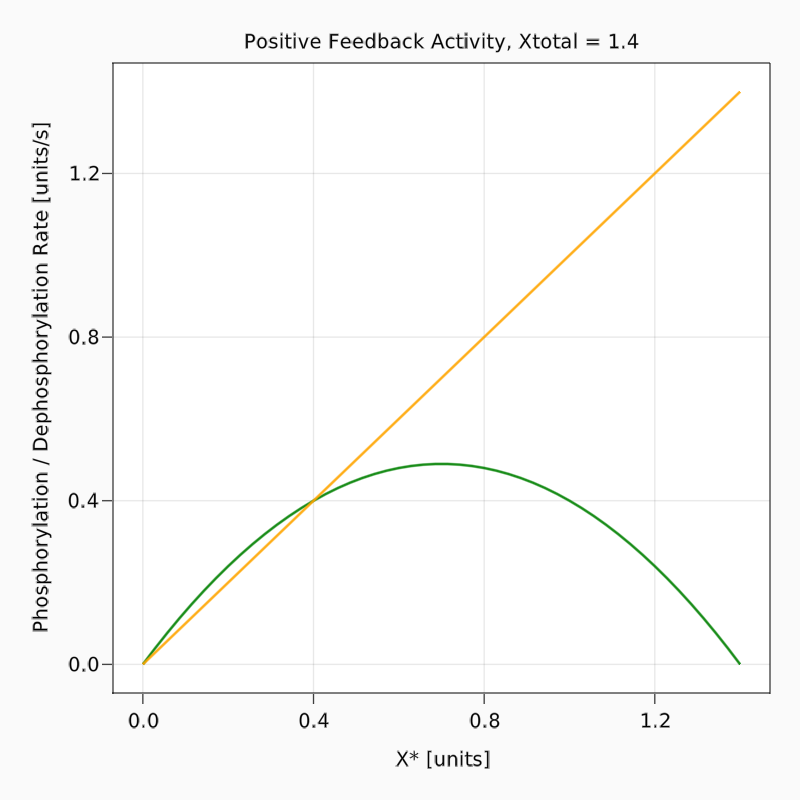 Positive Feedback Activity, Xtotal = 1.4
Phosphorylation / Dephosphorylation Rate [units/s]
1.2
0.8
0.4
0.0
0.0 0.4 0.8 1.2
X* [units]